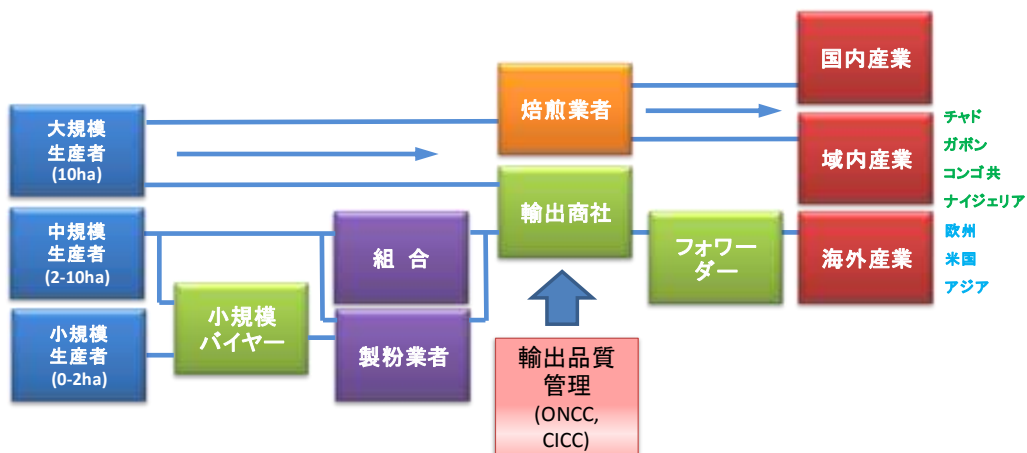 大規模
生産者
(10ha)
中規模
生産者
(2-10ha)
小規模
生産者
(0-2ha)
小規模
バイヤー
組 合
製粉業者
焙煎業者
輸出商社
輸出品質
管理
(ONCC,
CICC)
フォワー
ダー
国内産業
域内産業
海外産業
チャド
ガボン
コンゴ共
ナイジェリア
欧州
米国
アジア